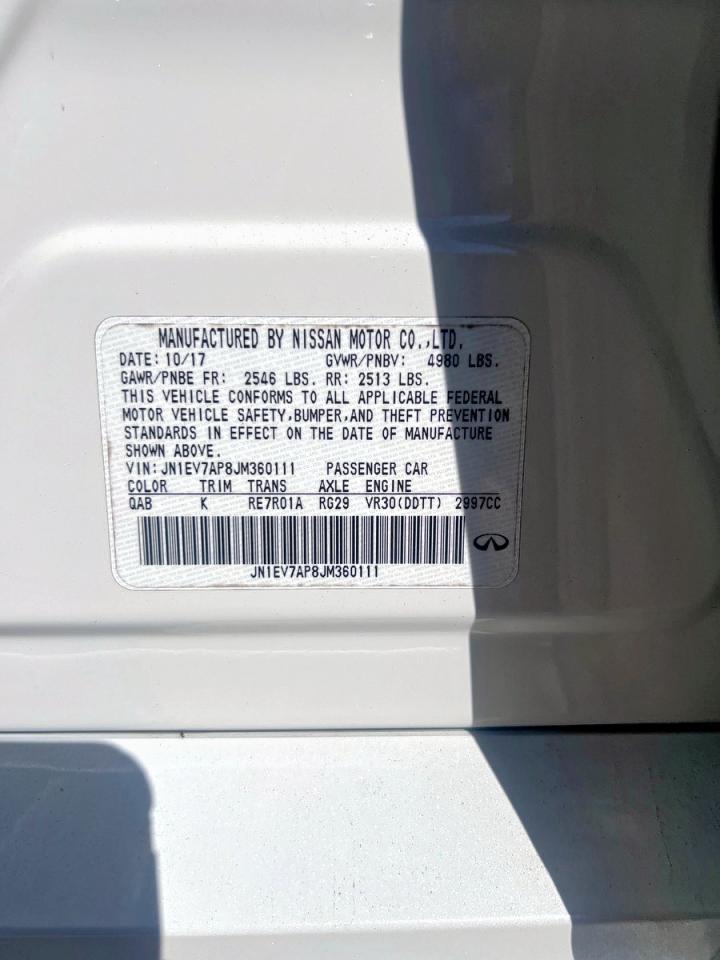 MANUFACTURED BY NISSAN MOTOR CO.,LTD.
DATE: 10/17 GVWR/PNBV: 4980 LBS.
GAWR/PNBE FR: 2546 LBS. RR: 2513 LBS.
THIS VEHICLE CONFORMS TO ALL APPLICABLE FEDERAL
MOTOR VEHICLE SAFETY,BUMPER,AND THEFT PREVENTION
STANDARDS IN EFFECT ON THE DATE OF MANUFACTURE
SHOWN ABOVE.
VIN: JN1EV7AP8JM360111 PASSENGER CAR
COLOR TRIM TRANS AXLE ENGINE
QAB K RE7R01A RG29 VR30(DDTT) 2997CC
JN1EV7AP8JM360111